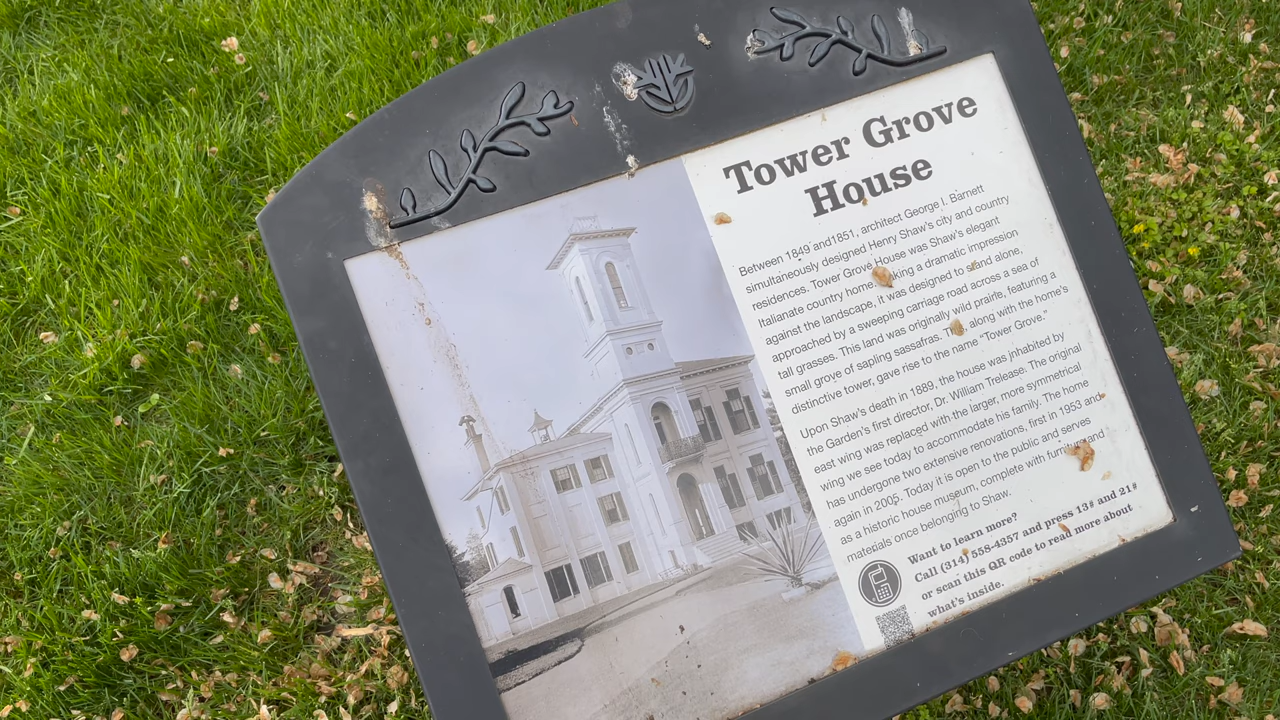 Tower Grove
House
Between 1849 and1851, architect George I. Barnett
simultaneously designed Henry Shaw's city and country
residences. Tower Grove House was Shaw's elegant
Italianate country home aking a dramatic impression
against the landscape, it was designed to stand alone,
approached by a sweeping carriage road across a sea of
tall grasses. This land was originally wild prairie, featuring a
small grove of sapling sassafras. T , along with the home's
distinctive tower, gave rise to the name “Tower Grove.”
Upon Shaw's death in 1889, the house was inhabited by
the Garden's first director, Dr. William Trelease. The original
east wing was replaced with the larger, more symmetrical
wing we see today to accommodate his family. The home
has undergone two extensive renovations, first in 1953 and
again in 2005. Today it is open to the public and serves
as a historic house museum, complete with furniture and
materials once belonging to Shaw.
Want to learn more?
Call (314) 558-4357 and press 13# and 21#
or scan this QR code to read more about
what's inside.